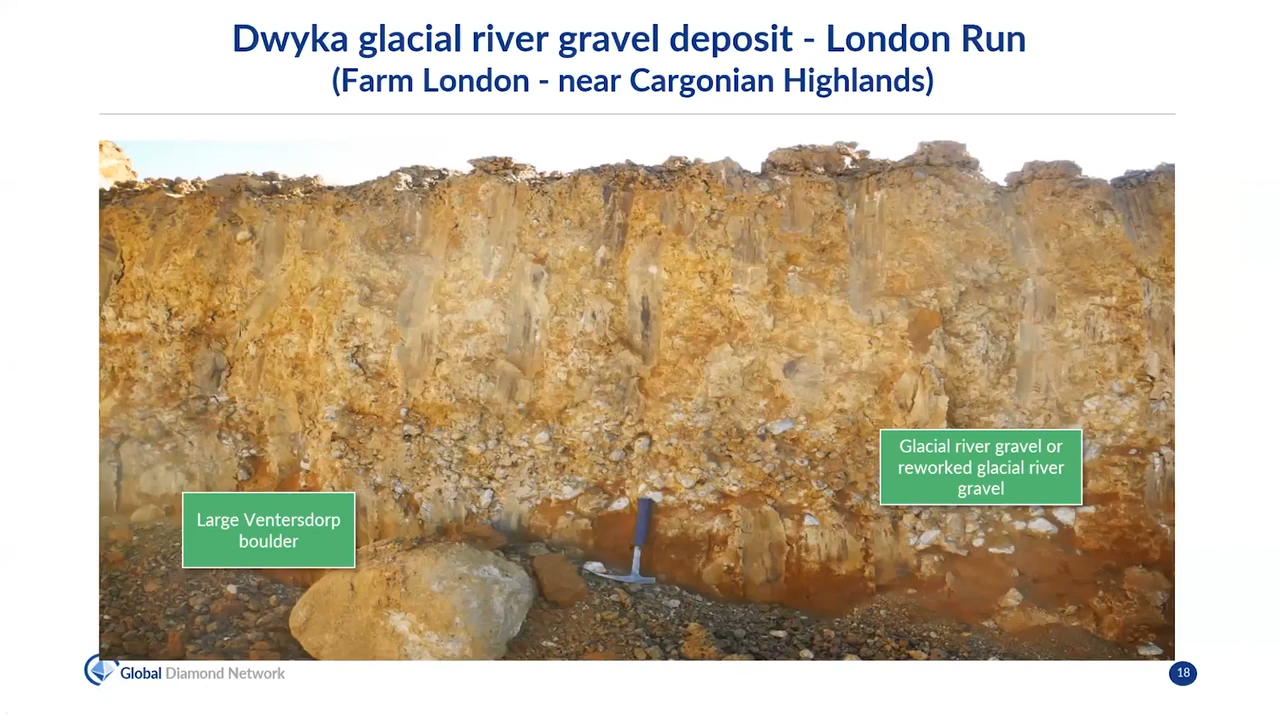 Dwyka glacial river gravel deposit - London Run
(Farm London - near Cargonian Highlands)
Glacial river gravel or
reworked glacial river
gravel
Large Ventersdorp
boulder
Global Diamond Network
18